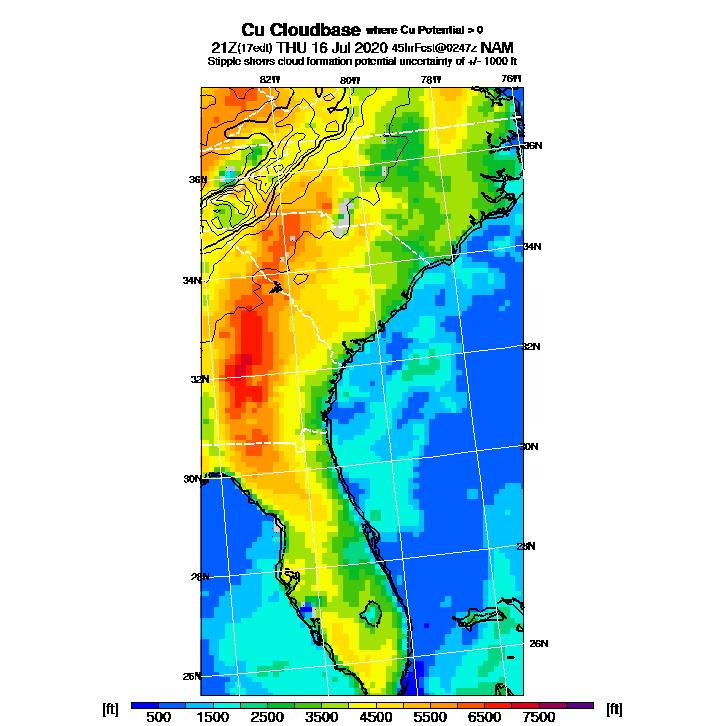 Cu Cloudbase where Cu Potential > 0
21Z(17edt) THU 16 Jul 2020 45hrFcst@0247z NAM
Stipple shows cloud formation potential uncertainty of +/- 1000 ft
82W 80W 78W 76W
36N
36N
34N
34N
32N
32N
30N
30N
28N
28N
26N
26N
[ft] 500 1500 2500 3500 4500 5500 6500 7500 [ft]